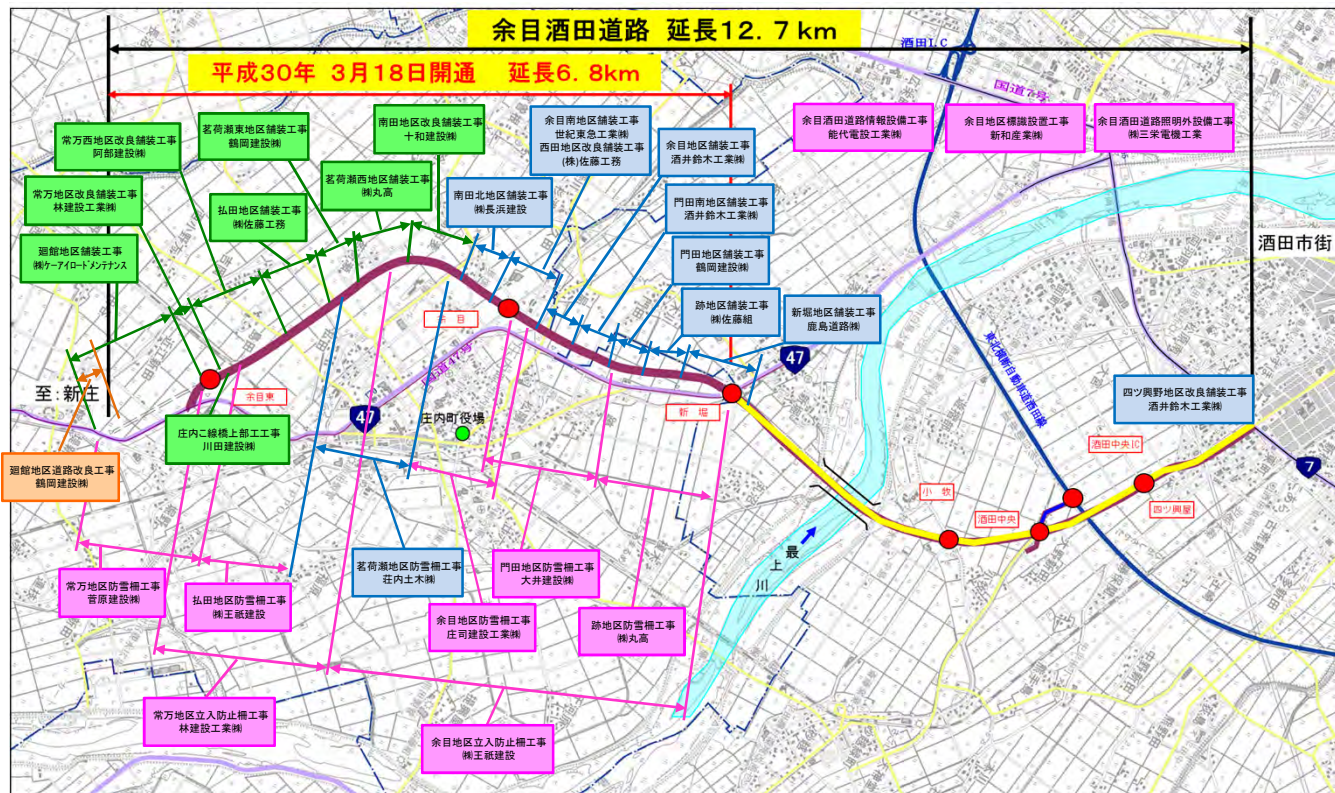 余目酒田道路 延長12.7km
平成30年 3月18日開通 延長6.8km
酒田I.C
国道7号
常万西地区改良舗装工事
阿部建設㈱
茗荷瀬東地区舗装工事
鶴岡建設㈱
南田地区改良舗装工事
十和建設㈱
余目南地区舗装工事
世紀東急工業㈱
西田地区改良舗装工事
(株)佐藤工務
余目地区舗装工事
酒井鈴木工業㈱
余目酒田道路情報設備工事
能代電設工業㈱
余目地区標識設置工事
新和産業㈱
余目酒田道路照明外設備工事
㈱三栄電機工業
常万地区改良舗装工事
林建設工業㈱
払田地区舗装工事
㈱佐藤工務
茗荷瀬西地区舗装工事
㈱丸高
南田北地区舗装工事
㈱長浜建設
門田南地区舗装工事
酒井鈴木工業㈱
廻館地区舗装工事
㈱ケーアイロードメンテナンス
門田地区舗装工事
鶴岡建設㈱
跡地区舗装工事
㈱佐藤組
新堀地区舗装工事
鹿島道路㈱
酒田市街
至:新庄
余目東
余目
新堀
国道47号
47
47
庄内町役場
東北横断自動車道酒田線
四ツ興野地区改良舗装工事
酒井鈴木工業㈱
庄内こ線橋上部工工事
川田建設㈱
廻館地区道路改良工事
鶴岡建設㈱
小牧
酒田中央
酒田中央IC
四ツ興屋
7
最上川
常万地区防雪柵工事
菅原建設㈱
払田地区防雪柵工事
㈱王祇建設
茗荷瀬地区防雪柵工事
荘内土木㈱
余目地区防雪柵工事
庄司建設工業㈱
門田地区防雪柵工事
大井建設㈱
跡地区防雪柵工事
㈱丸高
常万地区立入防止柵工事
林建設工業㈱
余目地区立入防止柵工事
㈱王祇建設